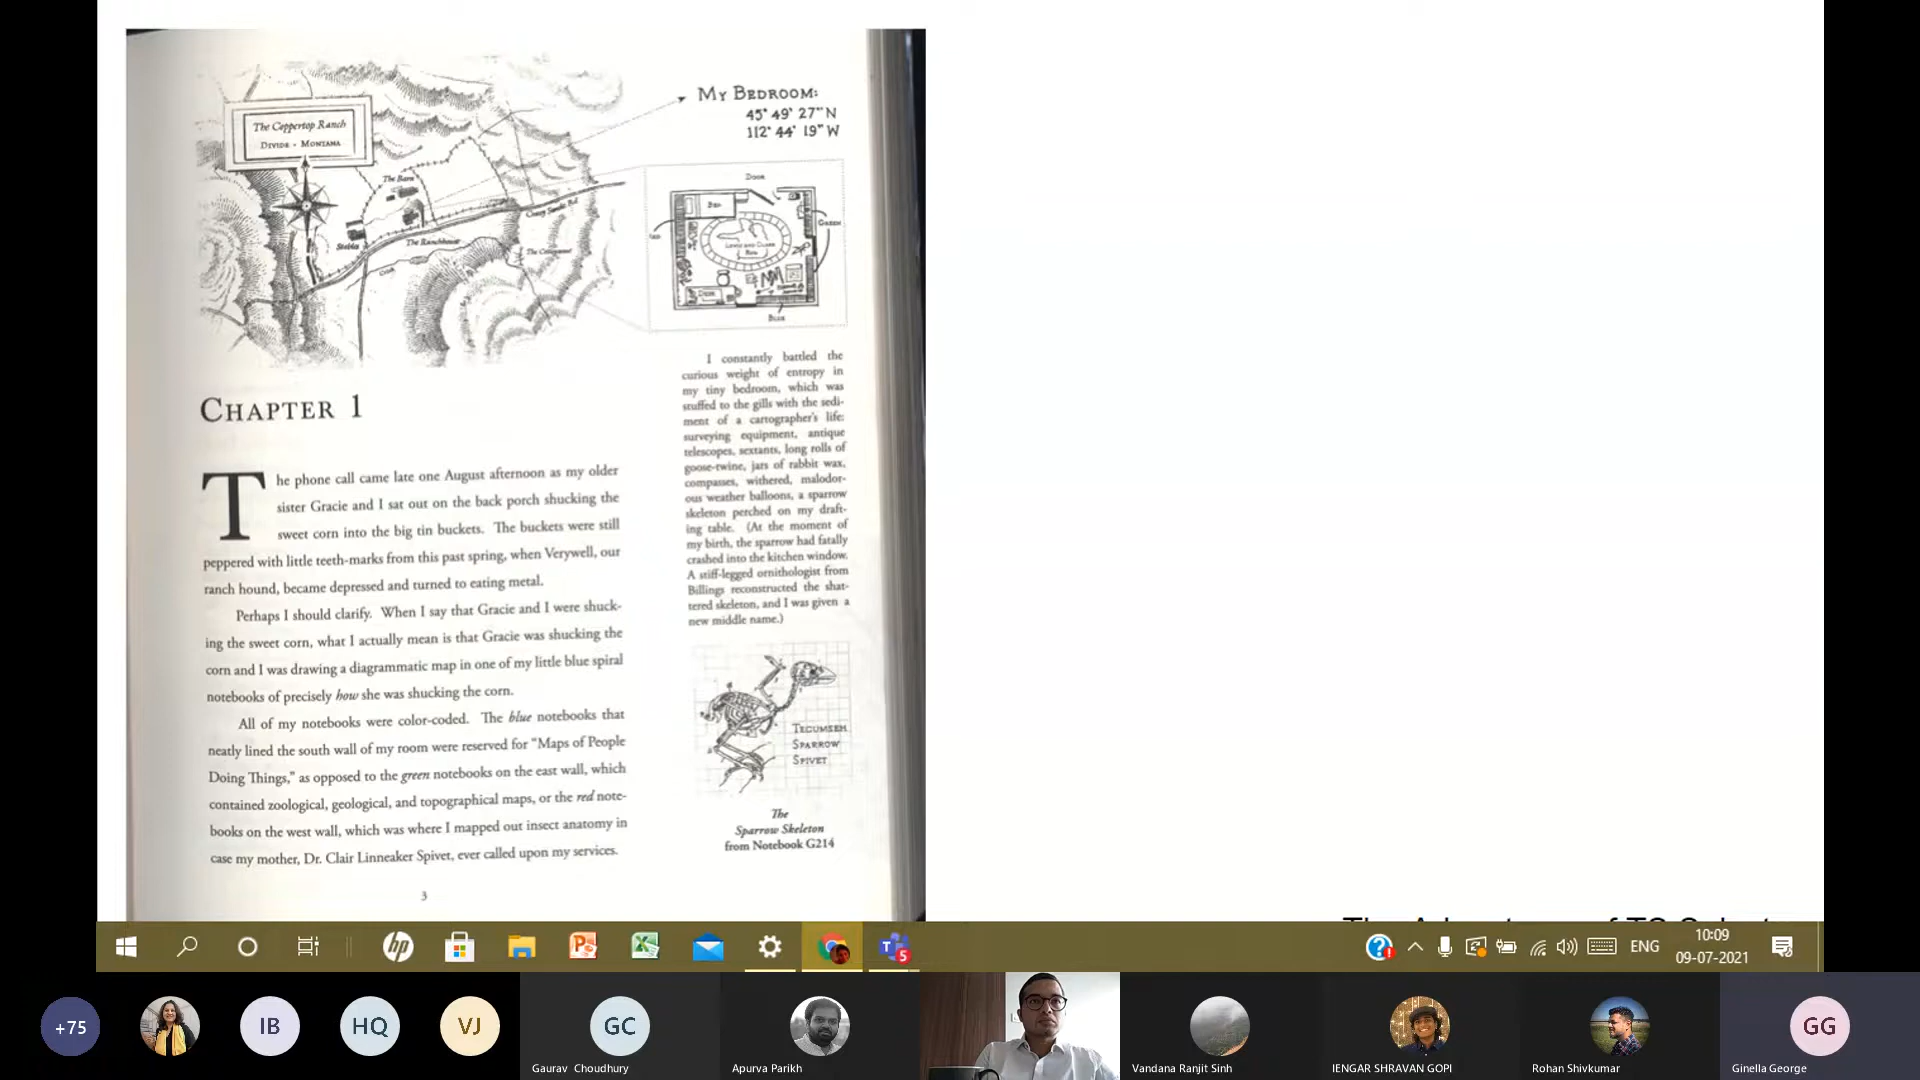 The Coppertop Ranch
Divide - Montana
My Bedroom:
45° 49' 27" N
112° 44' 19" W
The Barn
Stables
The Ranchhouse
Creek
Door
Bed
Green
Lewis and Clark
Blue
Chapter 1
The phone call came late one August afternoon as my older
sister Gracie and I sat out on the back porch shucking the
sweet corn into the big tin buckets. The buckets were still
peppered with little teeth-marks from this past spring, when Verywell, our
ranch hound, became depressed and turned to eating metal.
Perhaps I should clarify. When I say that Gracie and I were shuck-
ing the sweet corn, what I actually mean is that Gracie was shucking the
corn and I was drawing a diagrammatic map in one of my little blue spiral
notebooks of precisely how she was shucking the corn.
All of my notebooks were color-coded. The blue notebooks that
neatly lined the south wall of my room were reserved for "Maps of People
Doing Things," as opposed to the green notebooks on the east wall, which
contained zoological, geological, and topographical maps, or the red note-
books on the west wall, which was where I mapped out insect anatomy in
case my mother, Dr. Clair Linneaker Spivet, ever called upon my services.
3
I constantly battled the
curious weight of entropy in
my tiny bedroom, which was
stuffed to the gills with the sedi-
ment of a cartographer's life:
surveying equipment, antique
telescopes, sextants, long rolls of
goose-twine, jars of rabbit wax,
compasses, withered, malodor-
ous weather balloons, a sparrow
skeleton perched on my draft-
ing table. (At the moment of
my birth, the sparrow had fatally
crashed into the kitchen window.
A stiff-legged ornithologist from
Billings reconstructed the shat-
tered skeleton, and I was given a
new middle name.)
Tecumseh
Sparrow
Spivet
The
Sparrow Skeleton
from Notebook G214
hp
5
ENG
10:09
09-07-2021
+75
IB
HQ
VJ
GC
Gaurav Choudhury
Apurva Parikh
Vandana Ranjit Sinh
IENGAR SHRAVAN GOPI
Rohan Shivkumar
GG
Ginella George